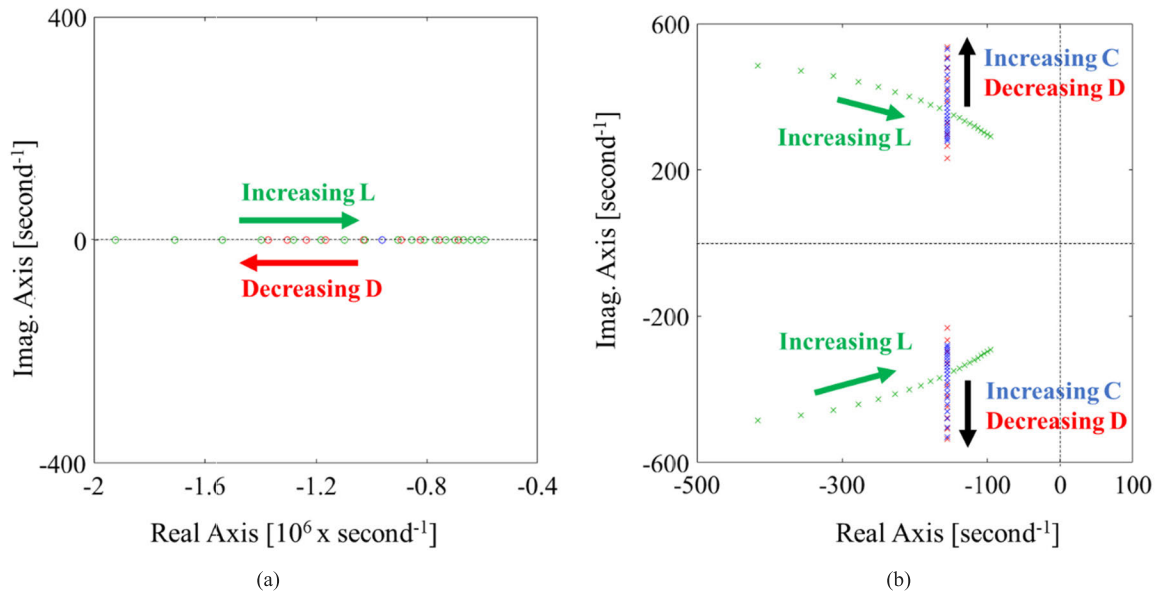 400
0
-400
Imag. Axis [second⁻¹]
Increasing L
Decreasing D
-2
-1.6
-1.2
-0.8
-0.4
Real Axis [10⁶ x second⁻¹]
(a)
600
200
-200
-600
Imag. Axis [second⁻¹]
Increasing L
Increasing C
Decreasing D
Increasing L
Increasing C
Decreasing D
-500
-300
-100
0
100
Real Axis [second⁻¹]
(b)